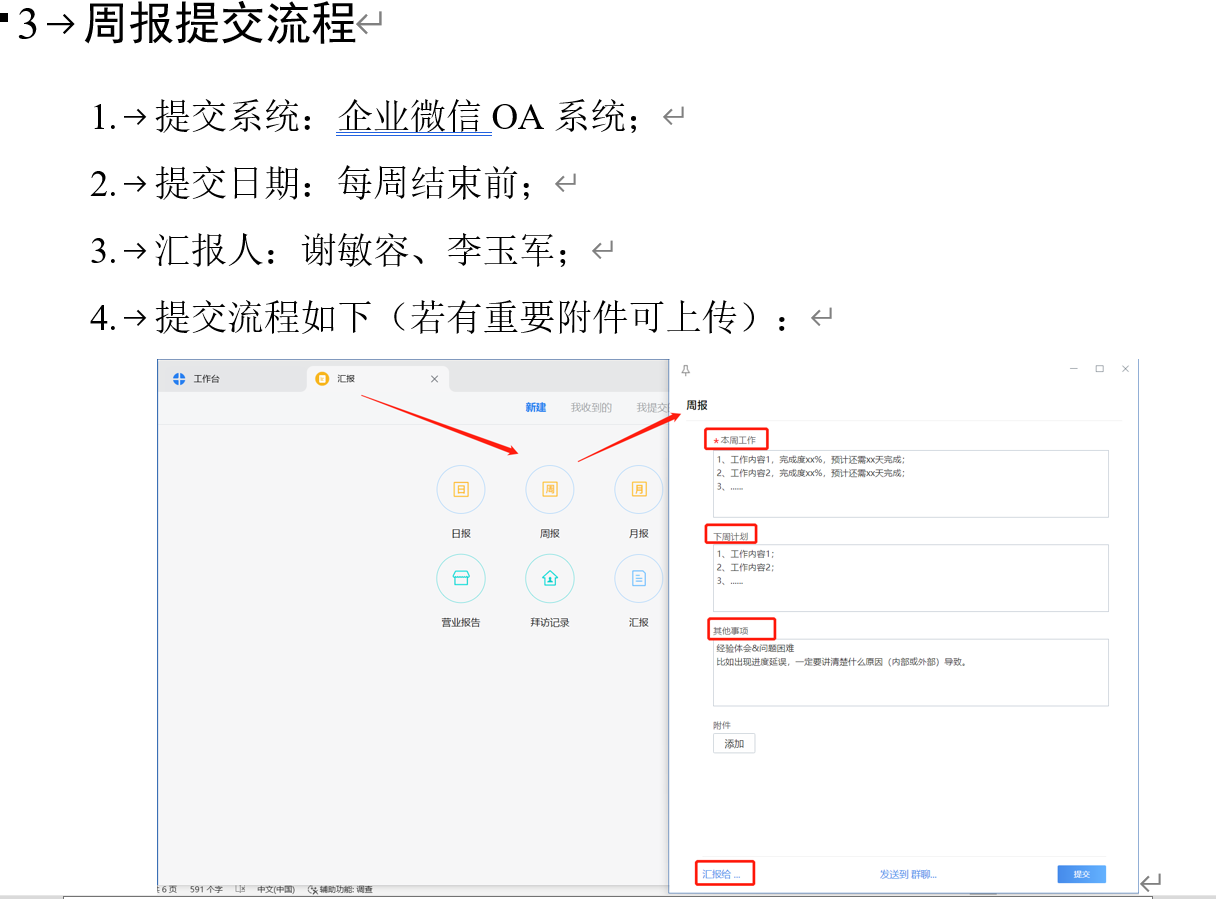 3→周报提交流程↵
1.→提交系统：企业微信 OA 系统；↵
2.→提交日期：每周结束前；↵
3.→汇报人：谢敏容、李玉军；↵
4.→提交流程如下（若有重要附件可上传）：↵
工作台
汇报
新建 我收到的 我提交
日报 周报 月报
营业报告 拜访记录 汇报
周报
*本周工作
1、工作内容1，完成度xx%，预计还需xx天完成；
2、工作内容2，完成度xx%，预计还需xx天完成；
3、......
下周计划
1、工作内容1；
2、工作内容2；
3、......
其他事项
经验体会&问题困难
比如出现进度延误，一定要讲清楚什么原因（内部或外部）导致。
附件
添加
汇报给 ... 发送到 群聊... 提交
6 页 591 个字 中文(中国) 辅助功能: 调查